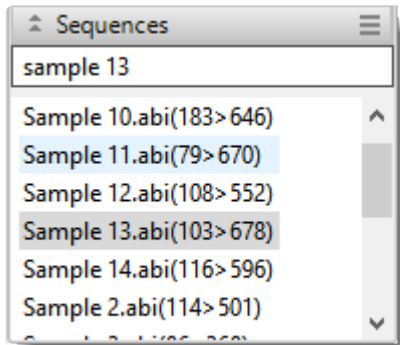 Sequences
sample 13
Sample 10.abi(183>646)
Sample 11.abi(79>670)
Sample 12.abi(108>552)
Sample 13.abi(103>678)
Sample 14.abi(116>596)
Sample 2.abi(114>501)